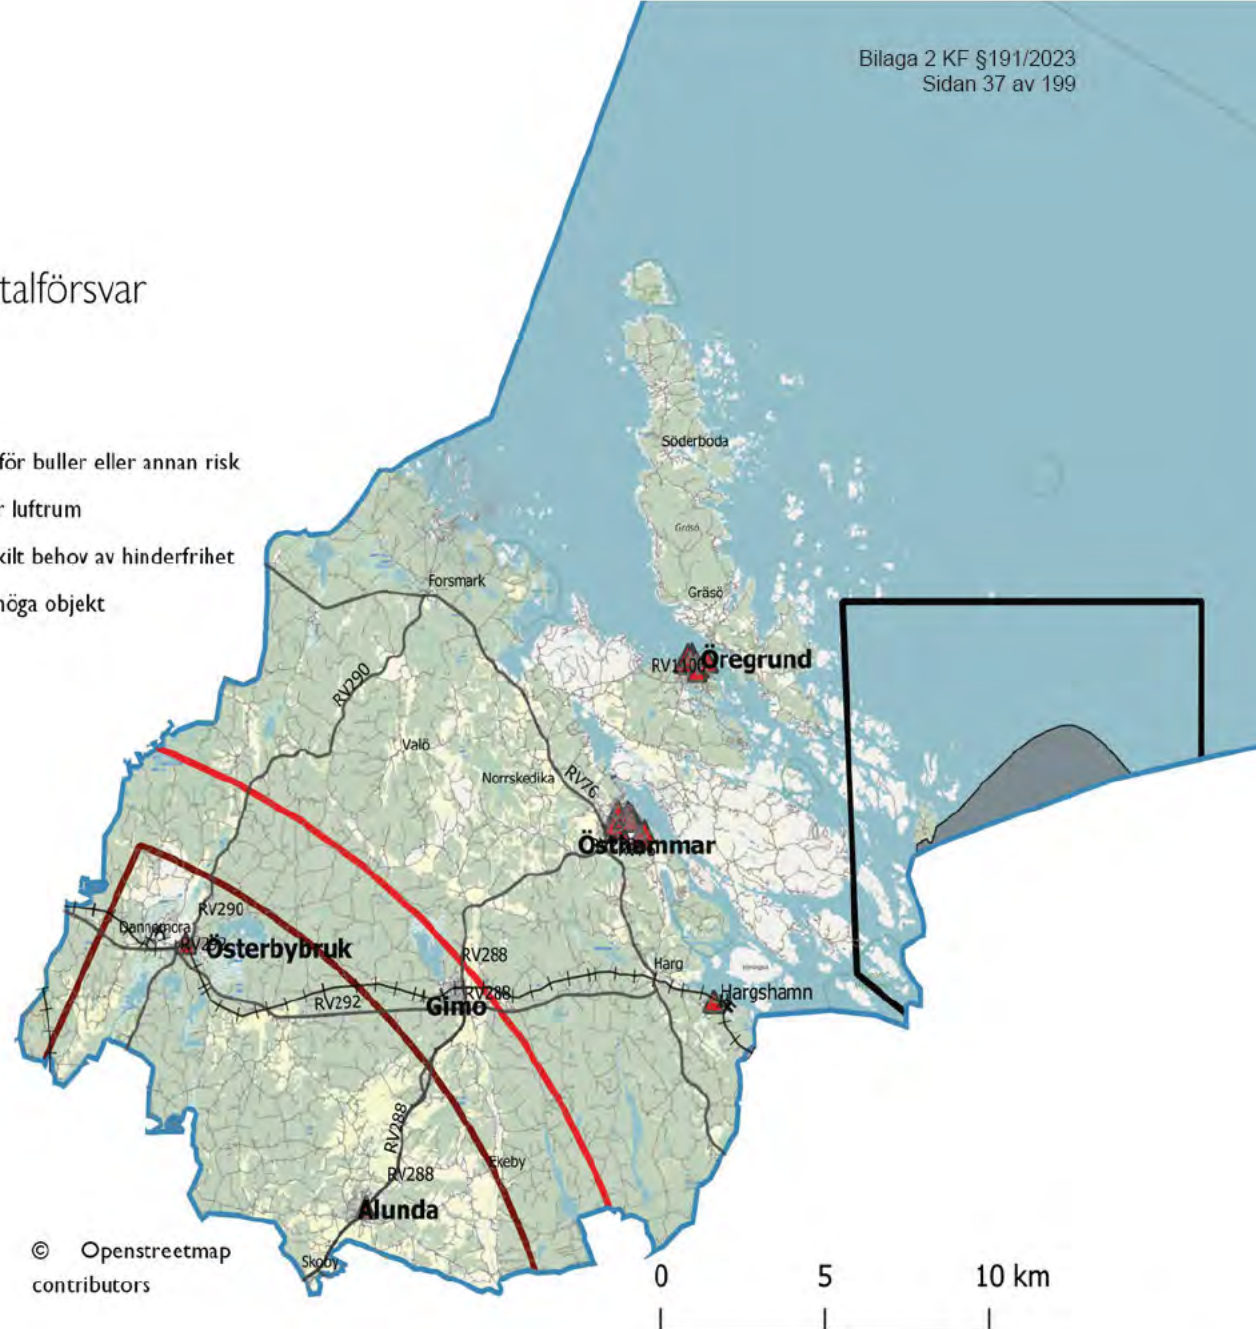 Bilaga 2 KF §191/2023
Sidan 37 av 199
talförsvar
för buller eller annan risk
r luftrum
kilt behov av hinderfrihet
höga objekt
Söderboda
Gräsö
Forsmark
Gräsö
RV1100
Öregrund
RV290
Valö
Norrskedika
RV76
Östhammar
RV290
Dannemora
Österbybruk
RV288
Harg
RV288
Hargshamn
RV292
Gimo
RV288
Ekeby
RV288
Alunda
© Openstreetmap
contributors
Skoby
0 5 10 km